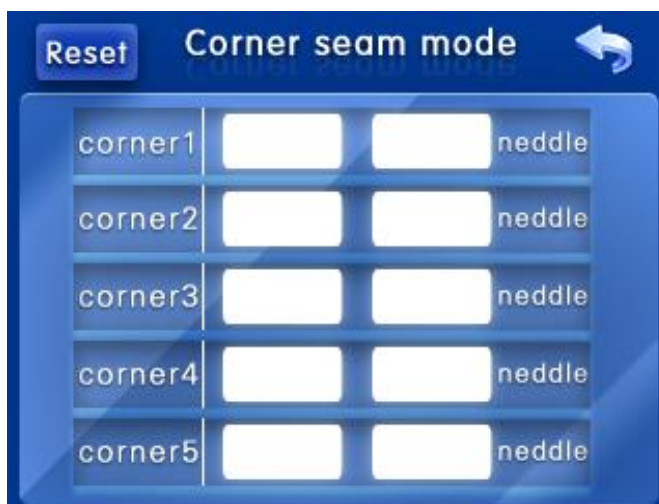 Reset Corner seam mode
corner1 neddle
corner2 neddle
corner3 neddle
corner4 neddle
corner5 neddle